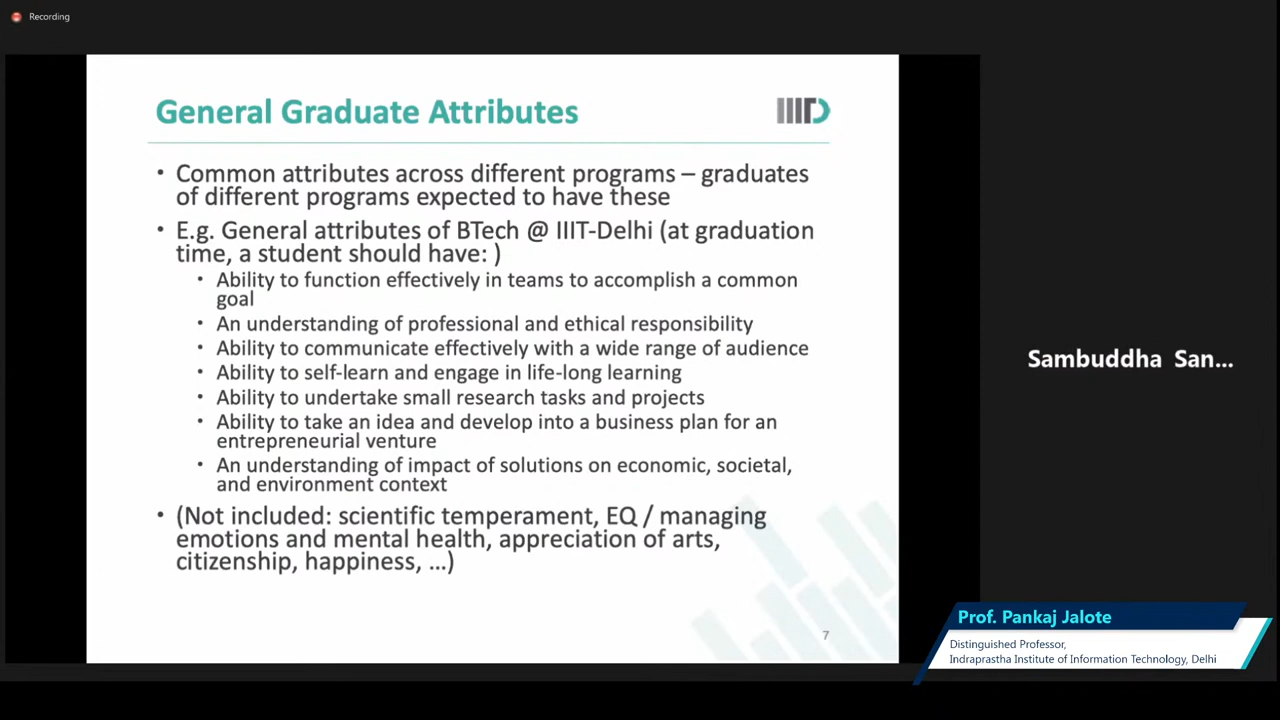 Recording
General Graduate Attributes
IIITD
• Common attributes across different programs – graduates
of different programs expected to have these
• E.g. General attributes of BTech @ IIIT-Delhi (at graduation
time, a student should have: )
• Ability to function effectively in teams to accomplish a common
goal
• An understanding of professional and ethical responsibility
• Ability to communicate effectively with a wide range of audience
• Ability to self-learn and engage in life-long learning
• Ability to undertake small research tasks and projects
• Ability to take an idea and develop into a business plan for an
entrepreneurial venture
• An understanding of impact of solutions on economic, societal,
and environment context
• (Not included: scientific temperament, EQ / managing
emotions and mental health, appreciation of arts,
citizenship, happiness, ...)
7
Sambuddha San...
Prof. Pankaj Jalote
Distinguished Professor,
Indraprastha Institute of Information Technology, Delhi